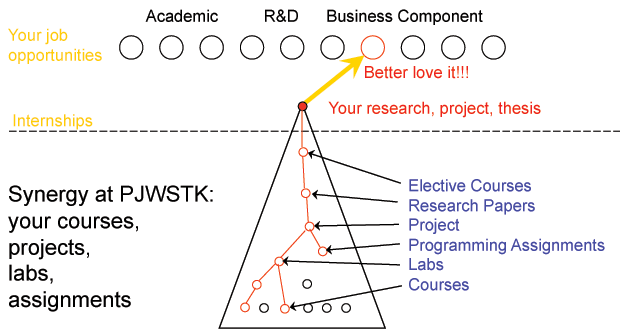 Academic R&D Business Component
Your job
opportunities
Better love it!!!
Your research, project, thesis
Internships
Synergy at PJWSTK:
your courses,
projects,
labs,
assignments
Elective Courses
Research Papers
Project
Programming Assignments
Labs
Courses